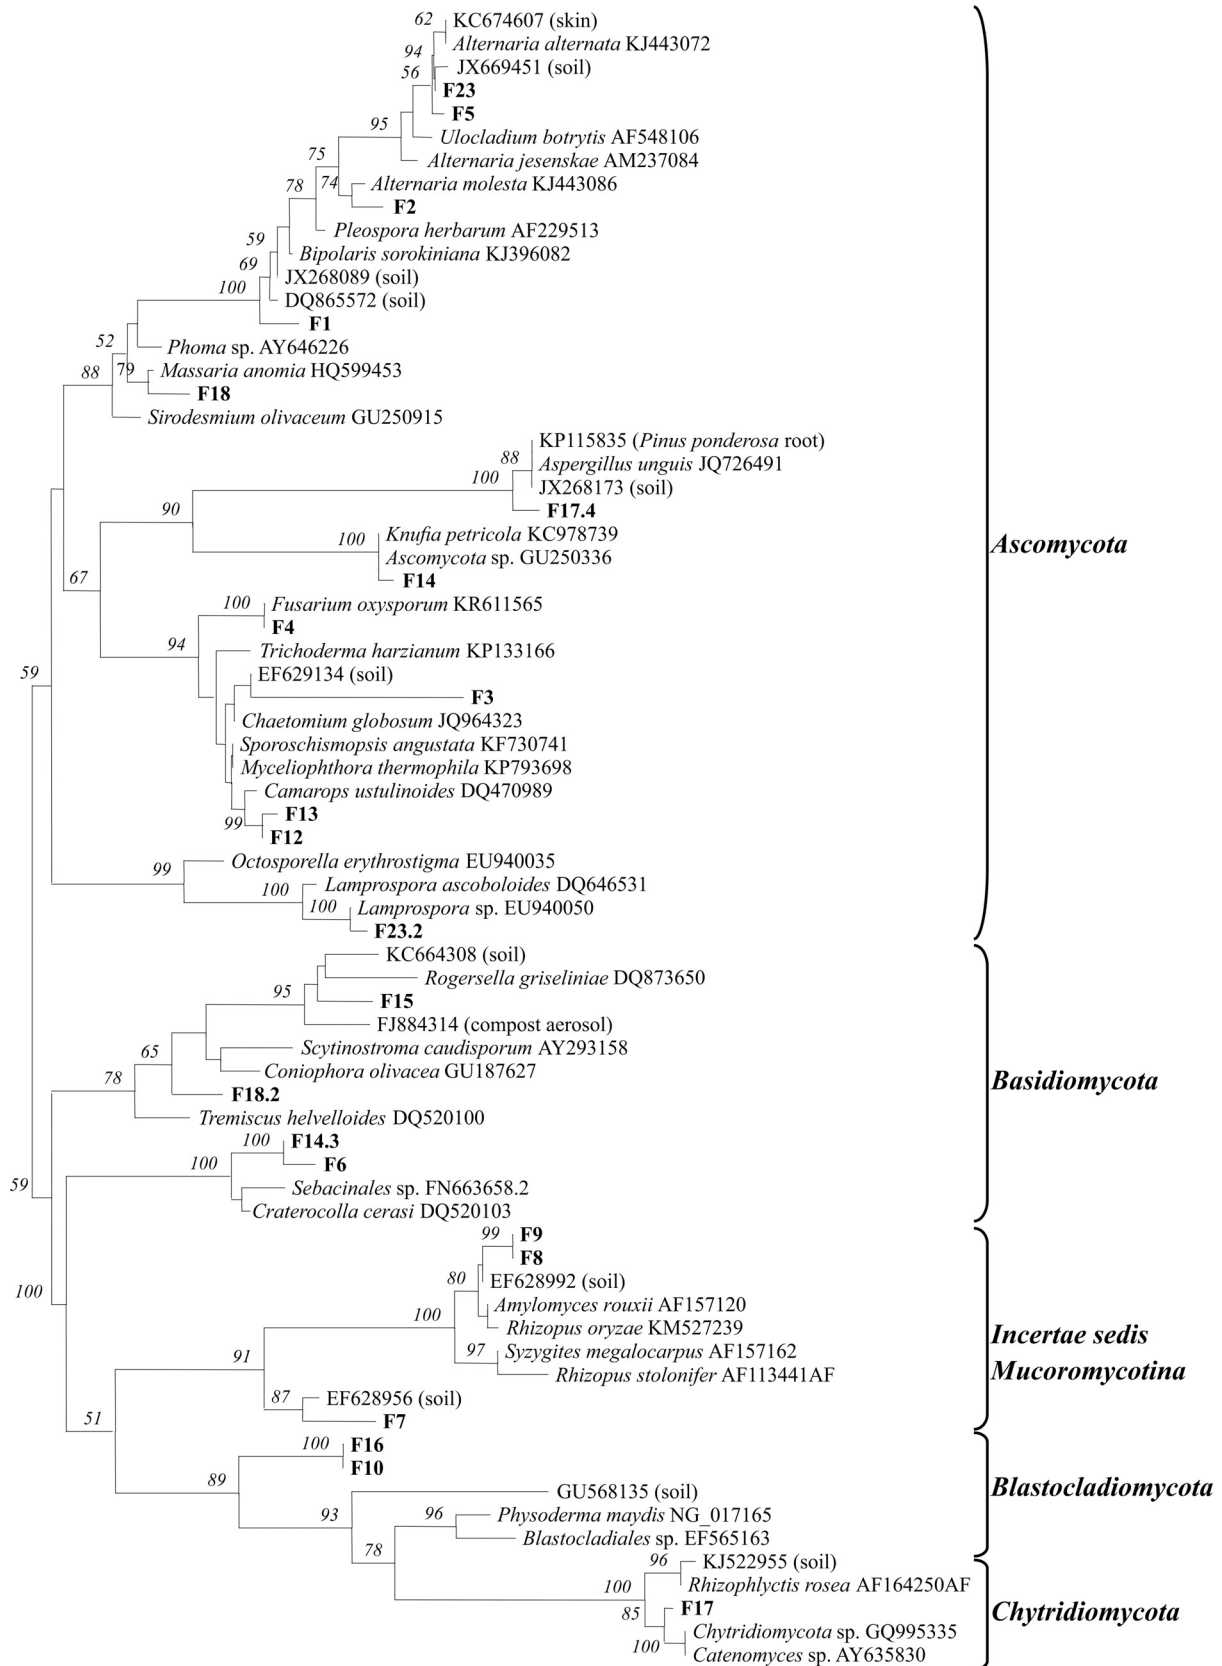 62 KC674607 (skin)
Alternaria alternata KJ443072
94
JX669451 (soil)
56
F23
F5
95
Ulocladium botrytis AF548106
Alternaria jesenskae AM237084
75
74 Alternaria molesta KJ443086
78
F2
Pleospora herbarum AF229513
59
Bipolaris sorokiniana KJ396082
69
JX268089 (soil)
100
DQ865572 (soil)
F1
52
Phoma sp. AY646226
88
79 Massaria anomia HQ599453
F18
Sirodesmium olivaceum GU250915
KP115835 (Pinus ponderosa root)
88
Aspergillus unguis JQ726491
100
JX268173 (soil)
F17.4
90
100 Knufia petricola KC978739
Ascomycota sp. GU250336
Ascomycota
F14
67
100 Fusarium oxysporum KR611565
F4
94
Trichoderma harzianum KP133166
59
EF629134 (soil)
F3
Chaetomium globosum JQ964323
Sporoschismopsis angustata KF730741
Myceliophthora thermophila KP793698
Camarops ustulinoides DQ470989
F13
99
F12
Octosporella erythrostigma EU940035
99
100 Lamprospora ascoboloides DQ646531
100 Lamprospora sp. EU940050
F23.2
KC664308 (soil)
Rogersella griseliniae DQ873650
95
F15
FJ884314 (compost aerosol)
Scytinostroma caudisporum AY293158
65
Coniophora olivacea GU187627
78
Basidiomycota
F18.2
Tremiscus helvelloides DQ520100
100 F14.3
100
F6
59
Sebacinales sp. FN663658.2
Craterocolla cerasi DQ520103
99 F9
F8
80
EF628992 (soil)
100
Amylomyces rouxii AF157120
100
Rhizopus oryzae KM527239
Incertae sedis
Mucoromycotina
91
97 Syzygites megalocarpus AF157162
Rhizopus stolonifer AF113441AF
87 EF628956 (soil)
F7
51
100 F16
F10
89
GU568135 (soil)
Blastocladiomycota
93
96 Physoderma maydis NG_017165
Blastocladiales sp. EF565163
78
96 KJ522955 (soil)
100
Rhizophlyctis rosea AF164250AF
85
F17
Chytridiomycota
Chytridiomycota sp. GQ995335
100
Catenomyces sp. AY635830